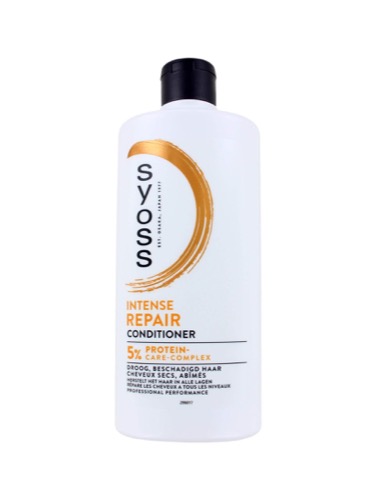 syoss
EST. OSAKA, JAPAN 1977
INTENSE
REPAIR
CONDITIONER
5% PROTEIN-
CARE-COMPLEX
DROOG, BESCHADIGD HAAR
CHEVEUX SECS, ABÎMÉS
HERSTELT HET HAAR IN ALLE LAGEN
RÉPARE LES CHEVEUX À TOUS LES NIVEAUX
PROFESSIONAL PERFORMANCE